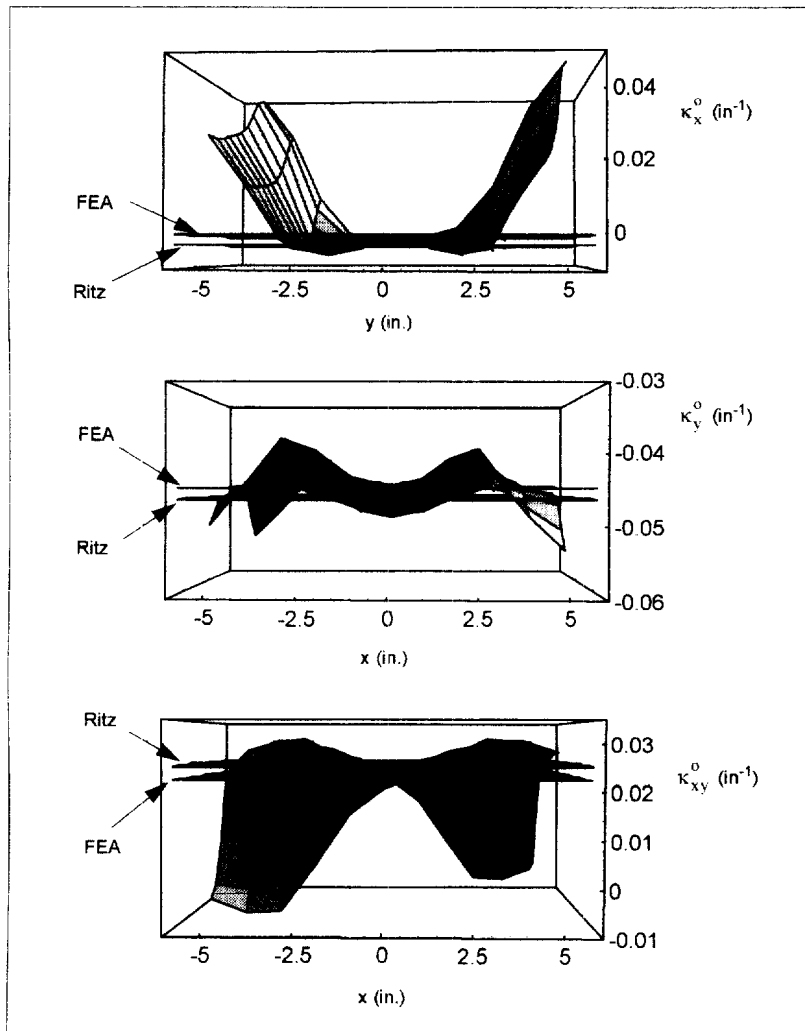 0.04
κxo (in-1)
0.02
FEA
0
Ritz
-5 -2.5 0 2.5 5
y (in.)
-0.03
κyo (in-1)
FEA
-0.04
-0.05
Ritz
-0.06
-5 -2.5 0 2.5 5
x (in.)
Ritz
0.03
κxyo (in-1)
0.02
FEA
0.01
0
-0.01
-5 -2.5 0 2.5 5
x (in.)